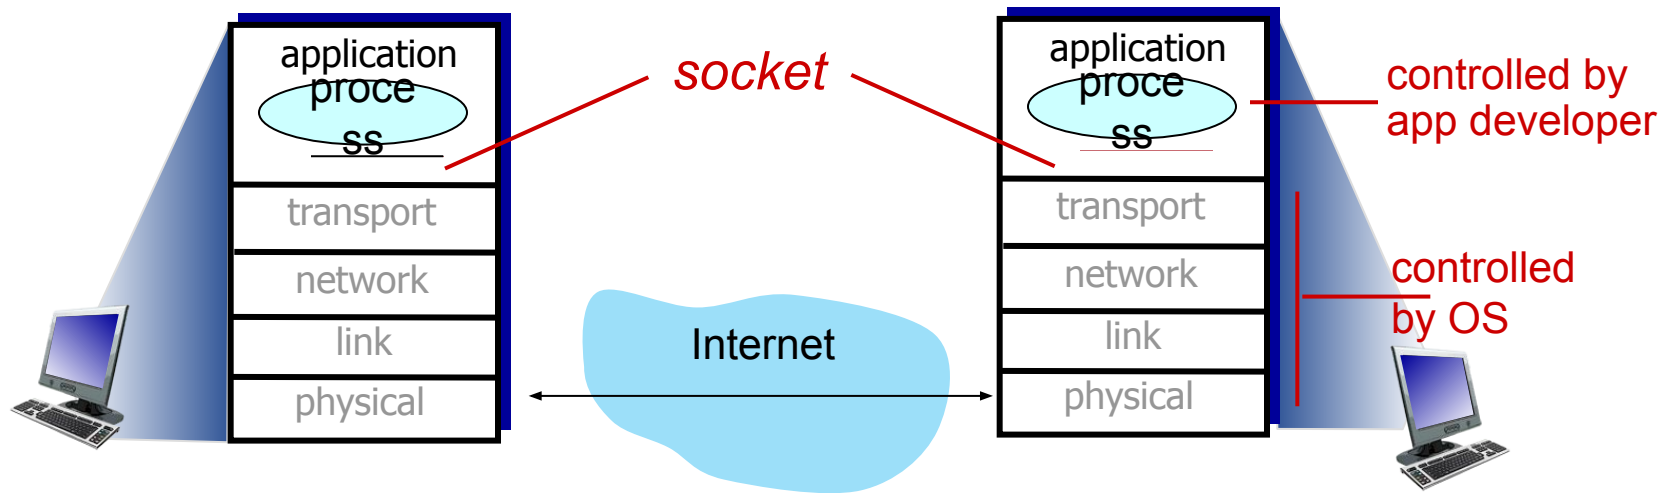 application
proce
ss
transport
network
link
physical
socket
Internet
application
proce
ss
transport
network
link
physical
controlled by
app developer
controlled
by OS